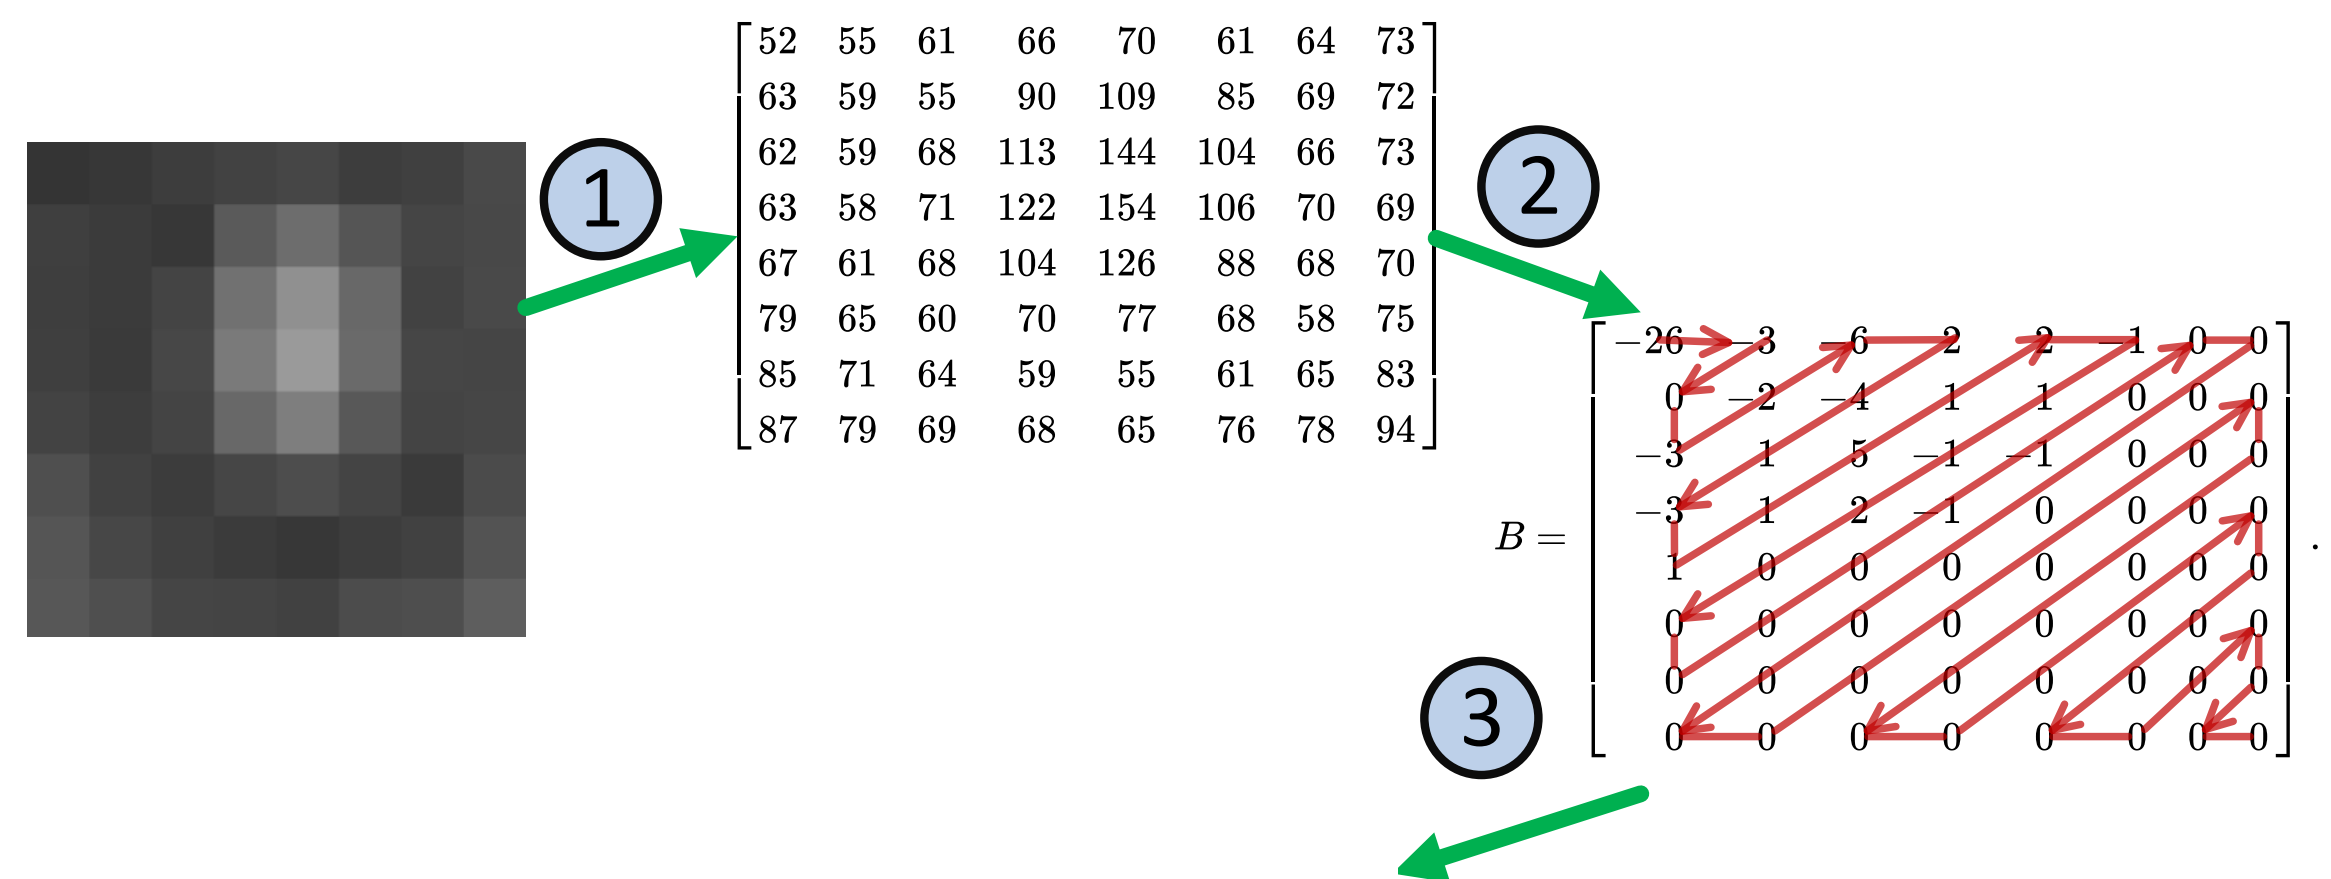 1
52 55 61 66 70 61 64 73
63 59 55 90 109 85 69 72
62 59 68 113 144 104 66 73
63 58 71 122 154 106 70 69
67 61 68 104 126 88 68 70
79 65 60 70 77 68 58 75
85 71 64 59 55 61 65 83
87 79 69 68 65 76 78 94
2
B =
−26 −3 −6 2 2 −1 0 0
0 −2 −4 1 1 0 0 0
−3 1 5 −1 −1 0 0 0
−3 1 2 −1 0 0 0 0
1 0 0 0 0 0 0 0
0 0 0 0 0 0 0 0
0 0 0 0 0 0 0 0
0 0 0 0 0 0 0 0
.
3